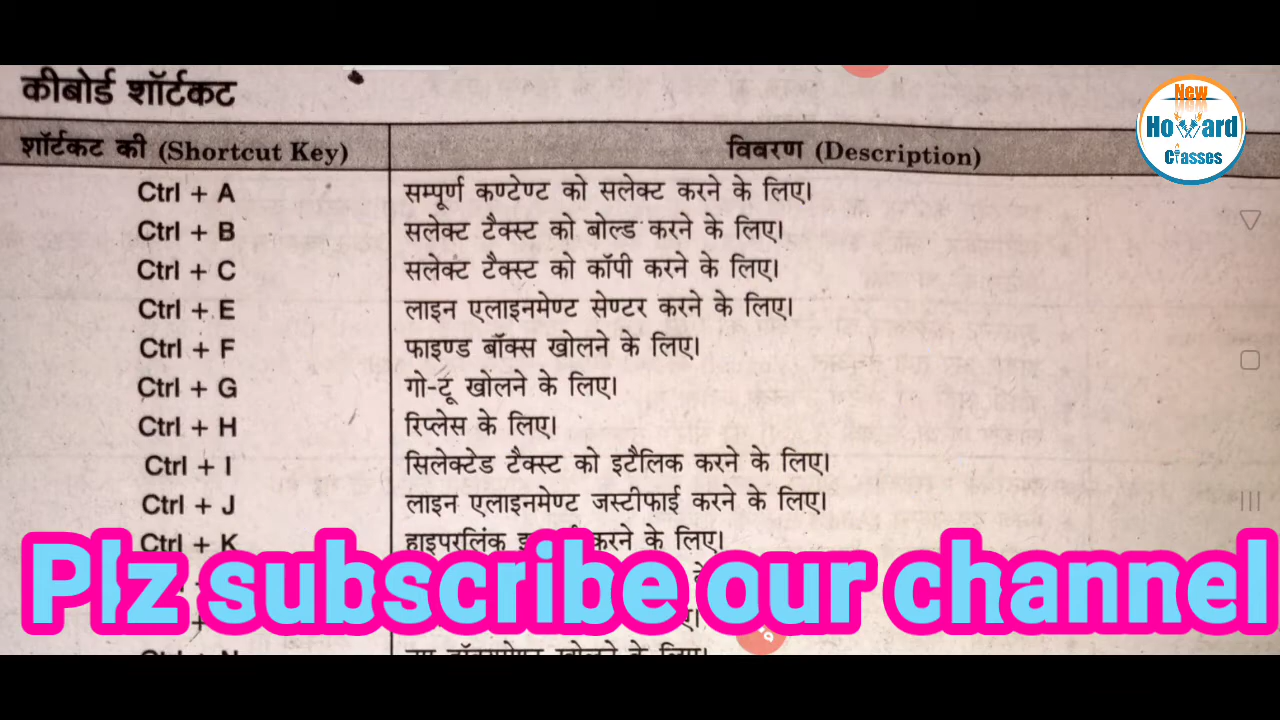 कीबोर्ड शॉर्टकट
New
Howard
Classes
शॉर्टकट की (Shortcut Key) विवरण (Description)
Ctrl + A सम्पूर्ण कण्टेण्ट को सलेक्ट करने के लिए।
Ctrl + B सलेक्ट टैक्स्ट को बोल्ड करने के लिए।
Ctrl + C सलेक्ट टैक्स्ट को कॉपी करने के लिए।
Ctrl + E लाइन एलाइनमेण्ट सेण्टर करने के लिए।
Ctrl + F फाइण्ड बॉक्स खोलने के लिए।
Ctrl + G गो-टू खोलने के लिए।
Ctrl + H रिप्लेस के लिए।
Ctrl + I सिलेक्टेड टैक्स्ट को इटैलिक करने के लिए।
Ctrl + J लाइन एलाइनमेण्ट जस्टीफाई करने के लिए।
Ctrl + K हाइपरलिंक करने के लिए।
Plz subscribe our channel
खोलने के लिए।